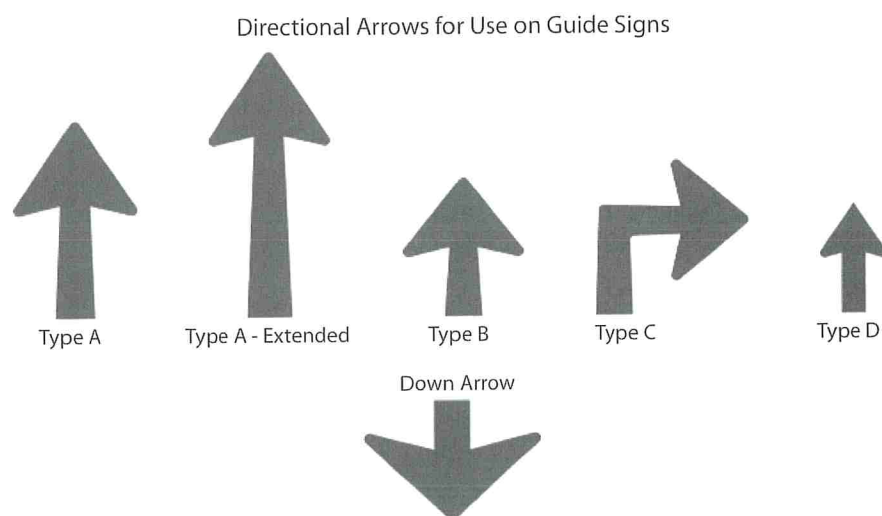 Directional Arrows for Use on Guide Signs
Type A
Type A - Extended
Type B
Type C
Type D
Down Arrow